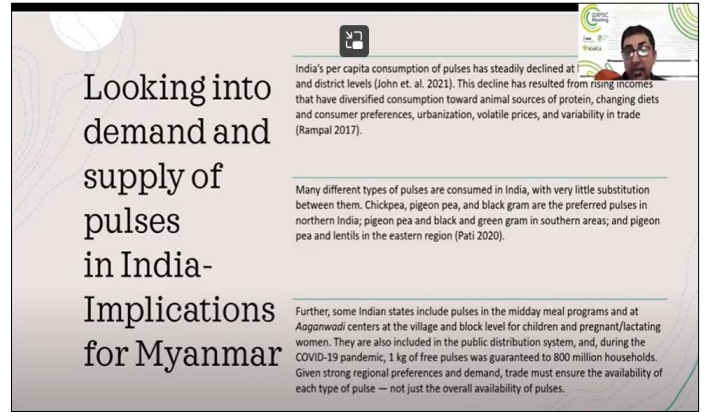 Looking into
demand and
supply of
pulses
in India-
Implications
for Myanmar
India's per capita consumption of pulses has steadily declined at
and district levels (John et. al. 2021). This decline has resulted from rising incomes
that have diversified consumption toward animal sources of protein, changing diets
and consumer preferences, urbanization, volatile prices, and variability in trade
(Rampal 2017).
Many different types of pulses are consumed in India, with very little substitution
between them. Chickpea, pigeon pea, and black gram are the preferred pulses in
northern India; pigeon pea and black and green gram in southern areas; and pigeon
pea and lentils in the eastern region (Pati 2020).
Further, some Indian states include pulses in the midday meal programs and at
Aaganwadi centers at the village and block level for children and pregnant/lactating
women. They are also included in the public distribution system, and, during the
COVID-19 pandemic, 1 kg of free pulses was guaranteed to 800 million households.
Given strong regional preferences and demand, trade must ensure the availability of
each type of pulse — not just the overall availability of pulses.
Meeting